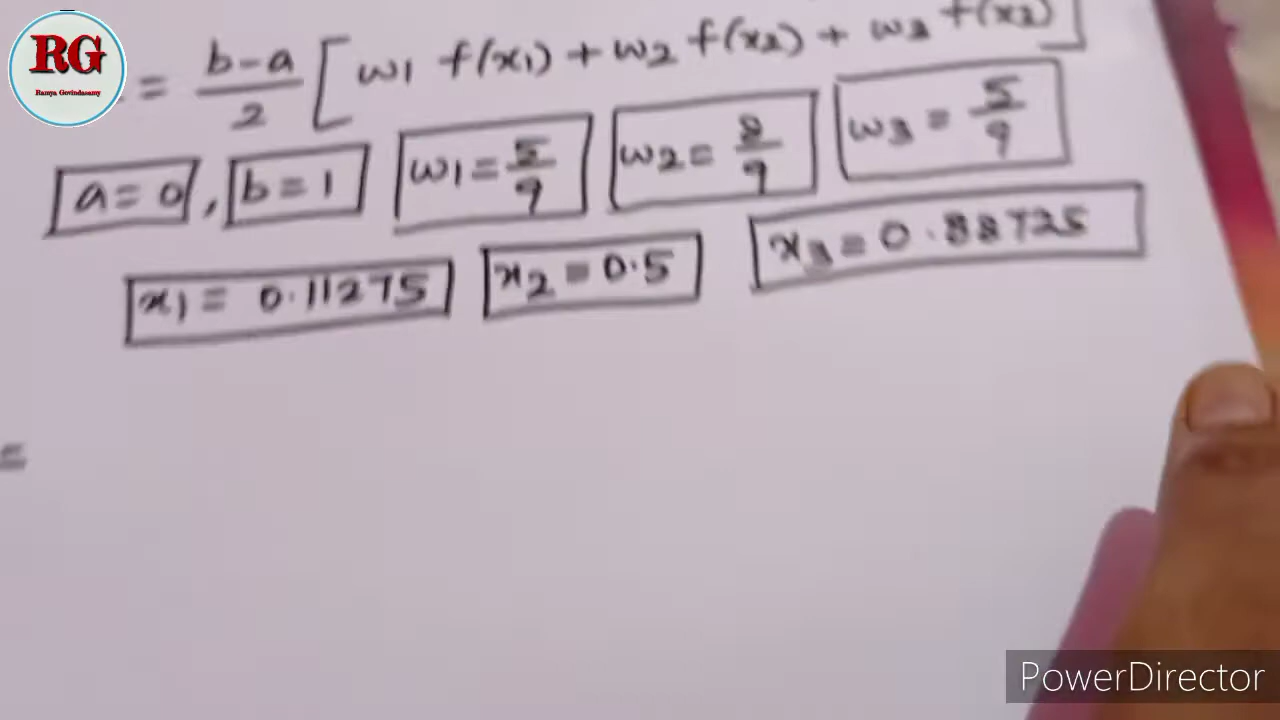 RG
Ramya Govindasamy
= b-a/2 [ w1 f(x1) + w2 f(x2) + w3 f(x3) ]
a=0, b=1 w1=5/9 w2=8/9 w3=5/9
x1=0.11275 x2=0.5 x3=0.88725
=
PowerDirector